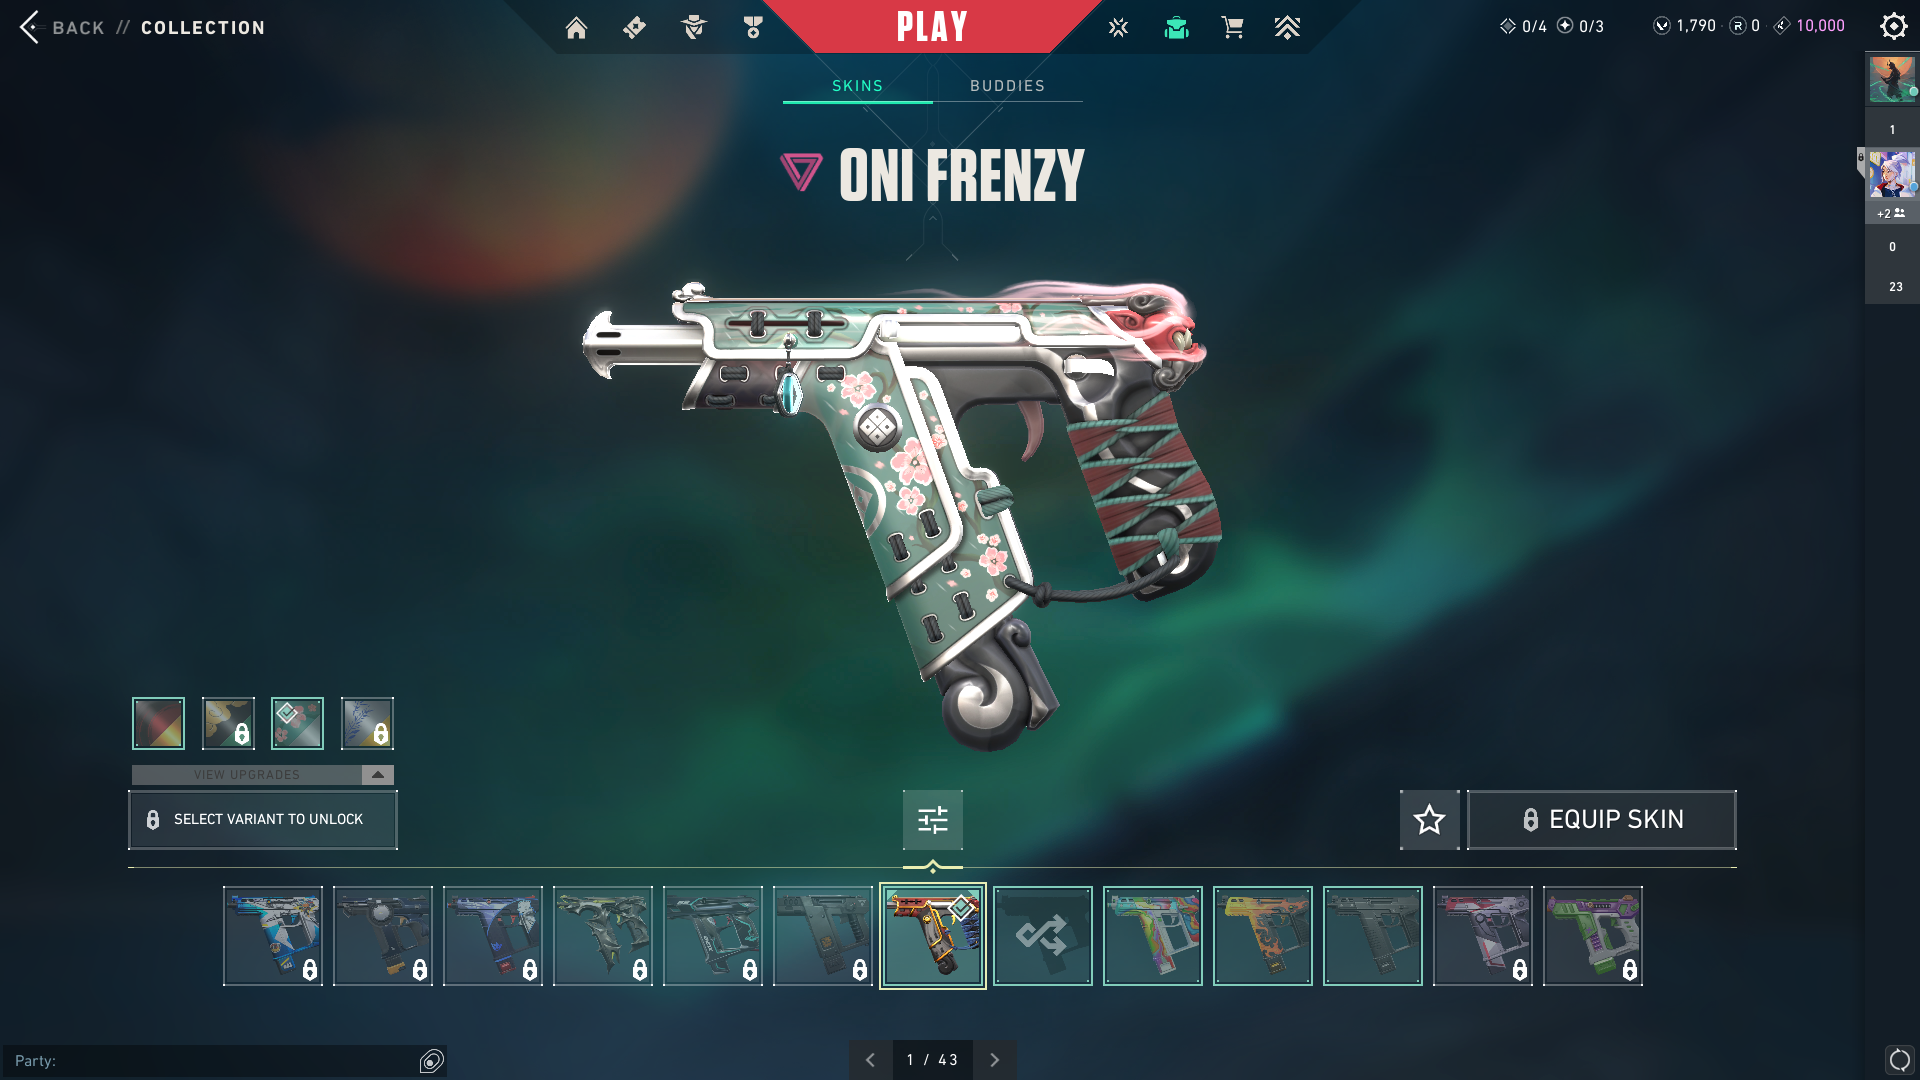 BACK // COLLECTION
PLAY
0/4 0/3 1,790 R 0 10,000
SKINS BUDDIES
ONI FRENZY
1
+2
0
23
VIEW UPGRADES
SELECT VARIANT TO UNLOCK
EQUIP SKIN
Party:
1 / 43